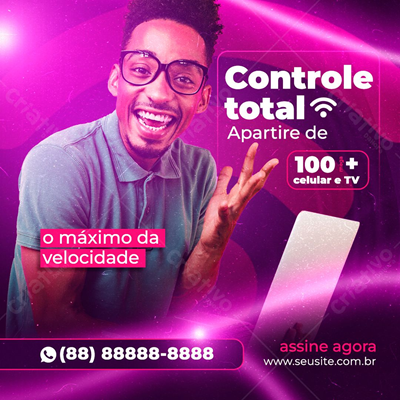 Controle
total
Apartire de
100 +
celular e TV
o máximo da
velocidade
(88) 88888-8888
assine agora
www.seusite.com.br